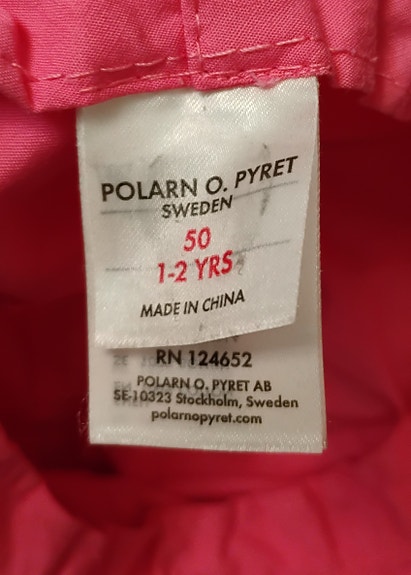 POLARN O. PYRET
SWEDEN
50
1-2 YRS
MADE IN CHINA
RN 124652
POLARN O. PYRET AB
SE-10323 Stockholm, Sweden
polarnopyret.com